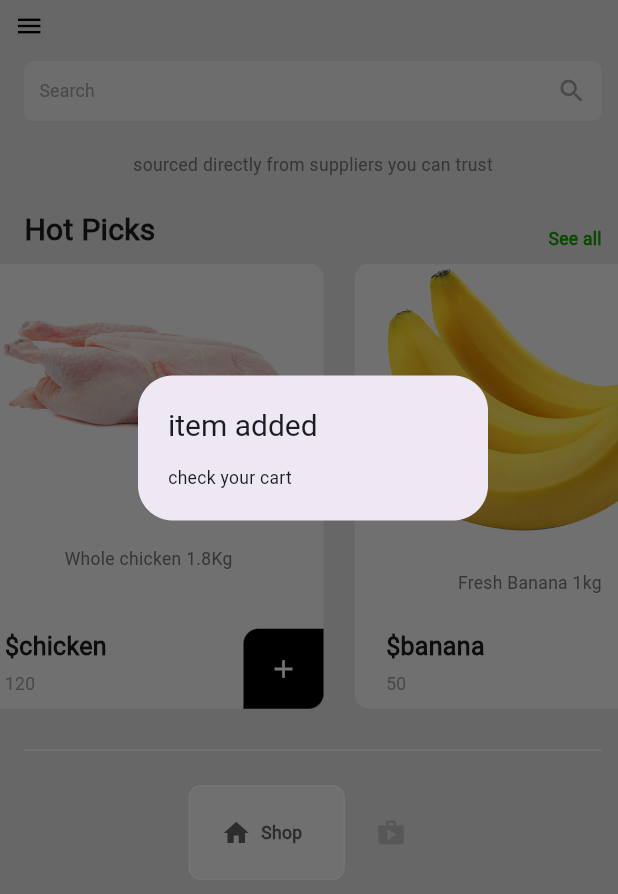 Search
sourced directly from suppliers you can trust
Hot Picks
See all
item added
check your cart
Whole chicken 1.8Kg
Fresh Banana 1kg
$chicken
$banana
120
50
Shop